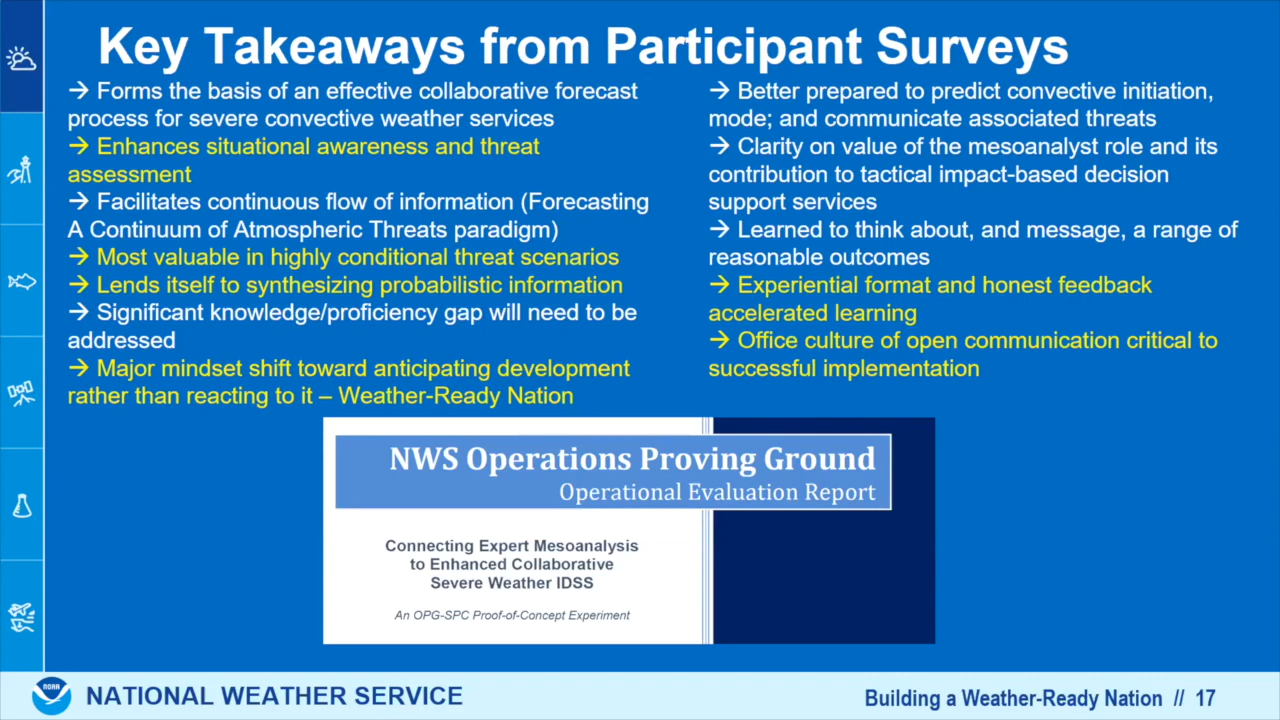 Key Takeaways from Participant Surveys
→ Forms the basis of an effective collaborative forecast
process for severe convective weather services
→ Enhances situational awareness and threat
assessment
→ Facilitates continuous flow of information (Forecasting
A Continuum of Atmospheric Threats paradigm)
→ Most valuable in highly conditional threat scenarios
→ Lends itself to synthesizing probabilistic information
→ Significant knowledge/proficiency gap will need to be
addressed
→ Major mindset shift toward anticipating development
rather than reacting to it – Weather-Ready Nation
→ Better prepared to predict convective initiation,
mode; and communicate associated threats
→ Clarity on value of the mesoanalyst role and its
contribution to tactical impact-based decision
support services
→ Learned to think about, and message, a range of
reasonable outcomes
→ Experiential format and honest feedback
accelerated learning
→ Office culture of open communication critical to
successful implementation
NWS Operations Proving Ground
Operational Evaluation Report
Connecting Expert Mesoanalysis
to Enhanced Collaborative
Severe Weather IDSS
An OPG-SPC Proof-of-Concept Experiment
NOAA
NATIONAL WEATHER SERVICE
Building a Weather-Ready Nation // 17